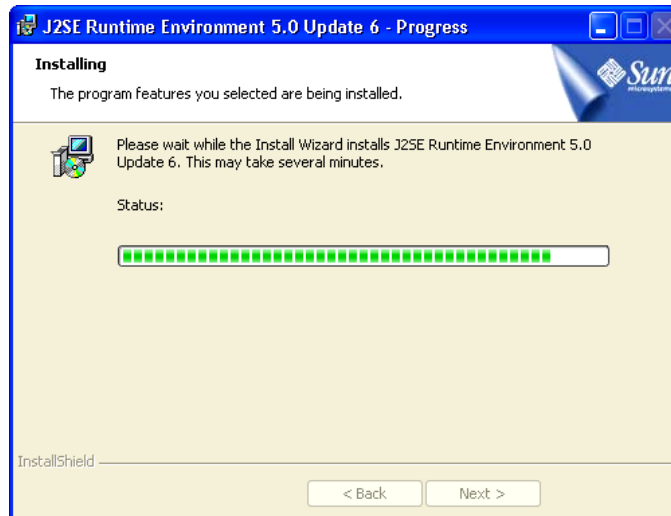 J2SE Runtime Environment 5.0 Update 6 - Progress
Installing
The program features you selected are being installed.
Sun
microsystems
Please wait while the Install Wizard installs J2SE Runtime Environment 5.0
Update 6. This may take several minutes.
Status:
InstallShield
< Back
Next >